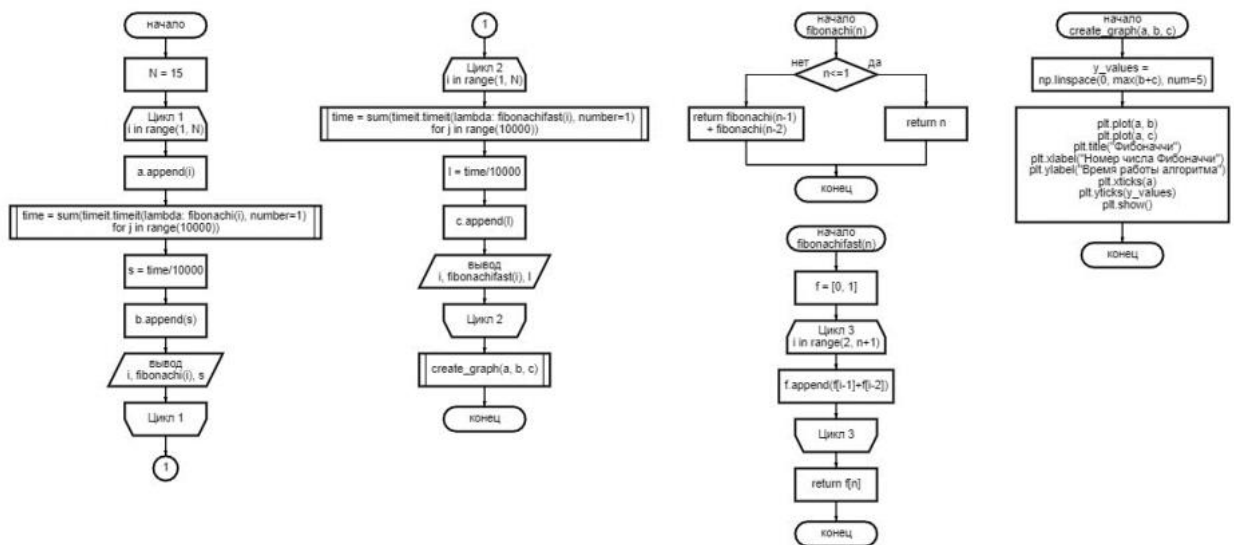 начало
N = 15
Цикл 1
i in range(1, N)
a.append(i)
time = sum(timeit.timeit(lambda: fibonachi(i), number=1)
for j in range(10000))
s = time/10000
b.append(s)
вывод
i, fibonachi(i), s
Цикл 1
1
1
Цикл 2
i in range(1, N)
time = sum(timeit.timeit(lambda: fibonachifast(i), number=1)
for j in range(10000))
l = time/10000
c.append(l)
вывод
i, fibonachifast(i), l
Цикл 2
create_graph(a, b, c)
конец
начало
fibonachi(n)
нет
да
n<=1
return fibonachi(n-1)
+ fibonachi(n-2)
return n
конец
начало
fibonachifast(n)
f = [0, 1]
Цикл 3
i in range(2, n+1)
f.append(f[i-1]+f[i-2])
Цикл 3
return f[n]
конец
начало
create_graph(a, b, c)
y_values =
np.linspace(0, max(b+c), num=5)
plt.plot(a, b)
plt.plot(a, c)
plt.title("Фибоначчи")
plt.xlabel("Номер числа Фибоначчи")
plt.ylabel("Время работы алгоритма")
plt.xticks(a)
plt.yticks(y_values)
plt.show()
конец